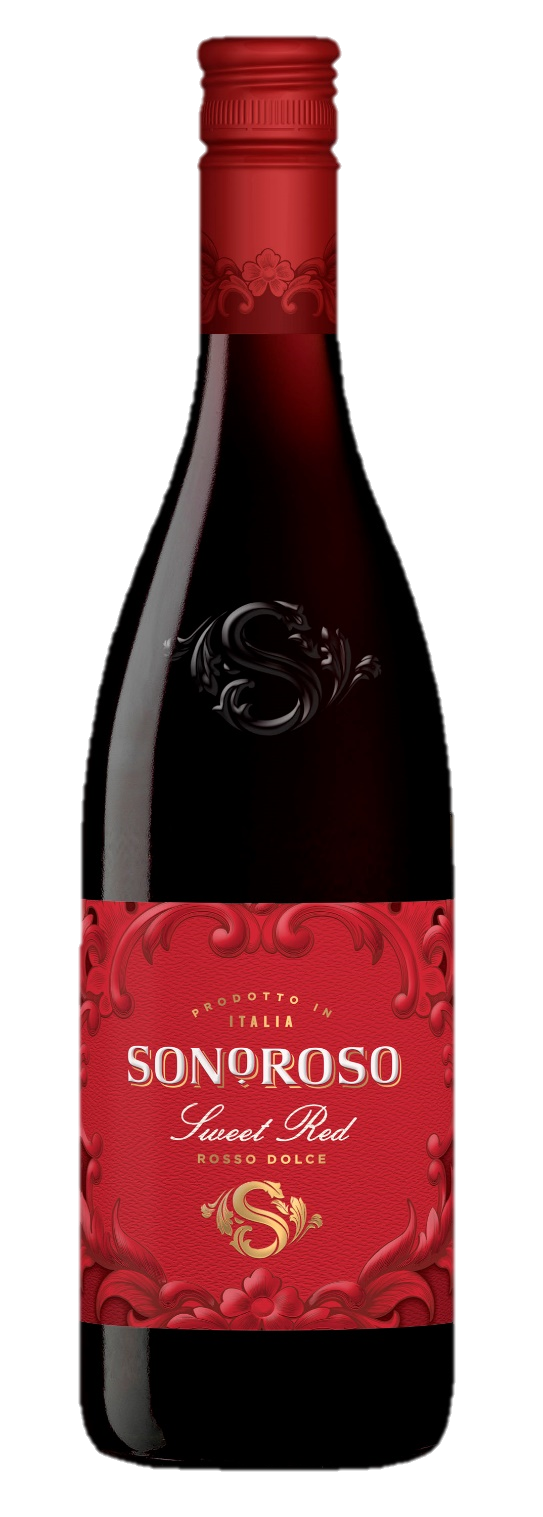 S
PRODOTTO IN
ITALIA
SONOROSO
Sweet Red
ROSSO DOLCE
S